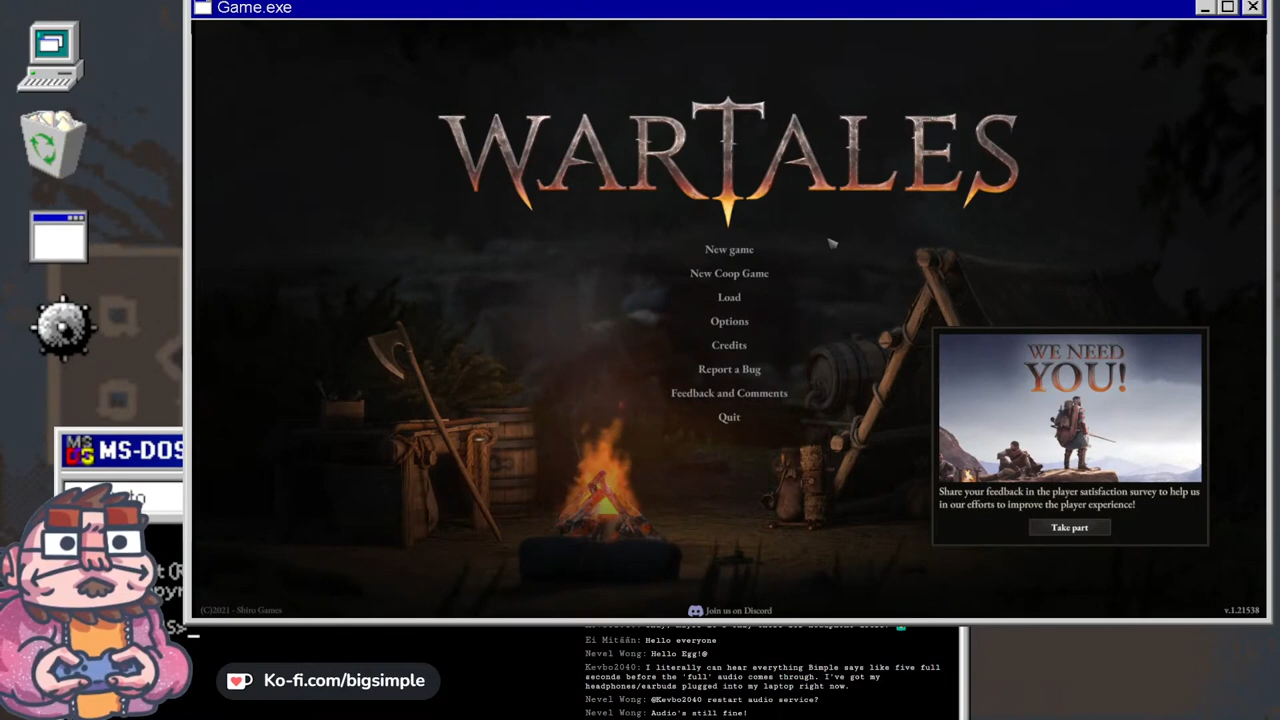 Game.exe
WARTALES
New game
New Coop Game
Load
Options
Credits
Report a Bug
Feedback and Comments
Quit
WE NEED
YOU!
Share your feedback in the player satisfaction survey to help us
in our efforts to improve the player experience!
Take part
(C)2021 - Shiro Games
Join us on Discord
v.1.21538
MS-DOS
Ei Mitään: Hello everyone
Nevel Wong: Hello Egg!@
Kevbo2040: I literally can hear everything Bimple says like five full
seconds before the 'full' audio comes through. I've got my
headphones/earbuds plugged into my laptop right now.
Nevel Wong: @Kevbo2040 restart audio service?
Nevel Wong: Audio's still fine!
Ko-fi.com/bigsimple